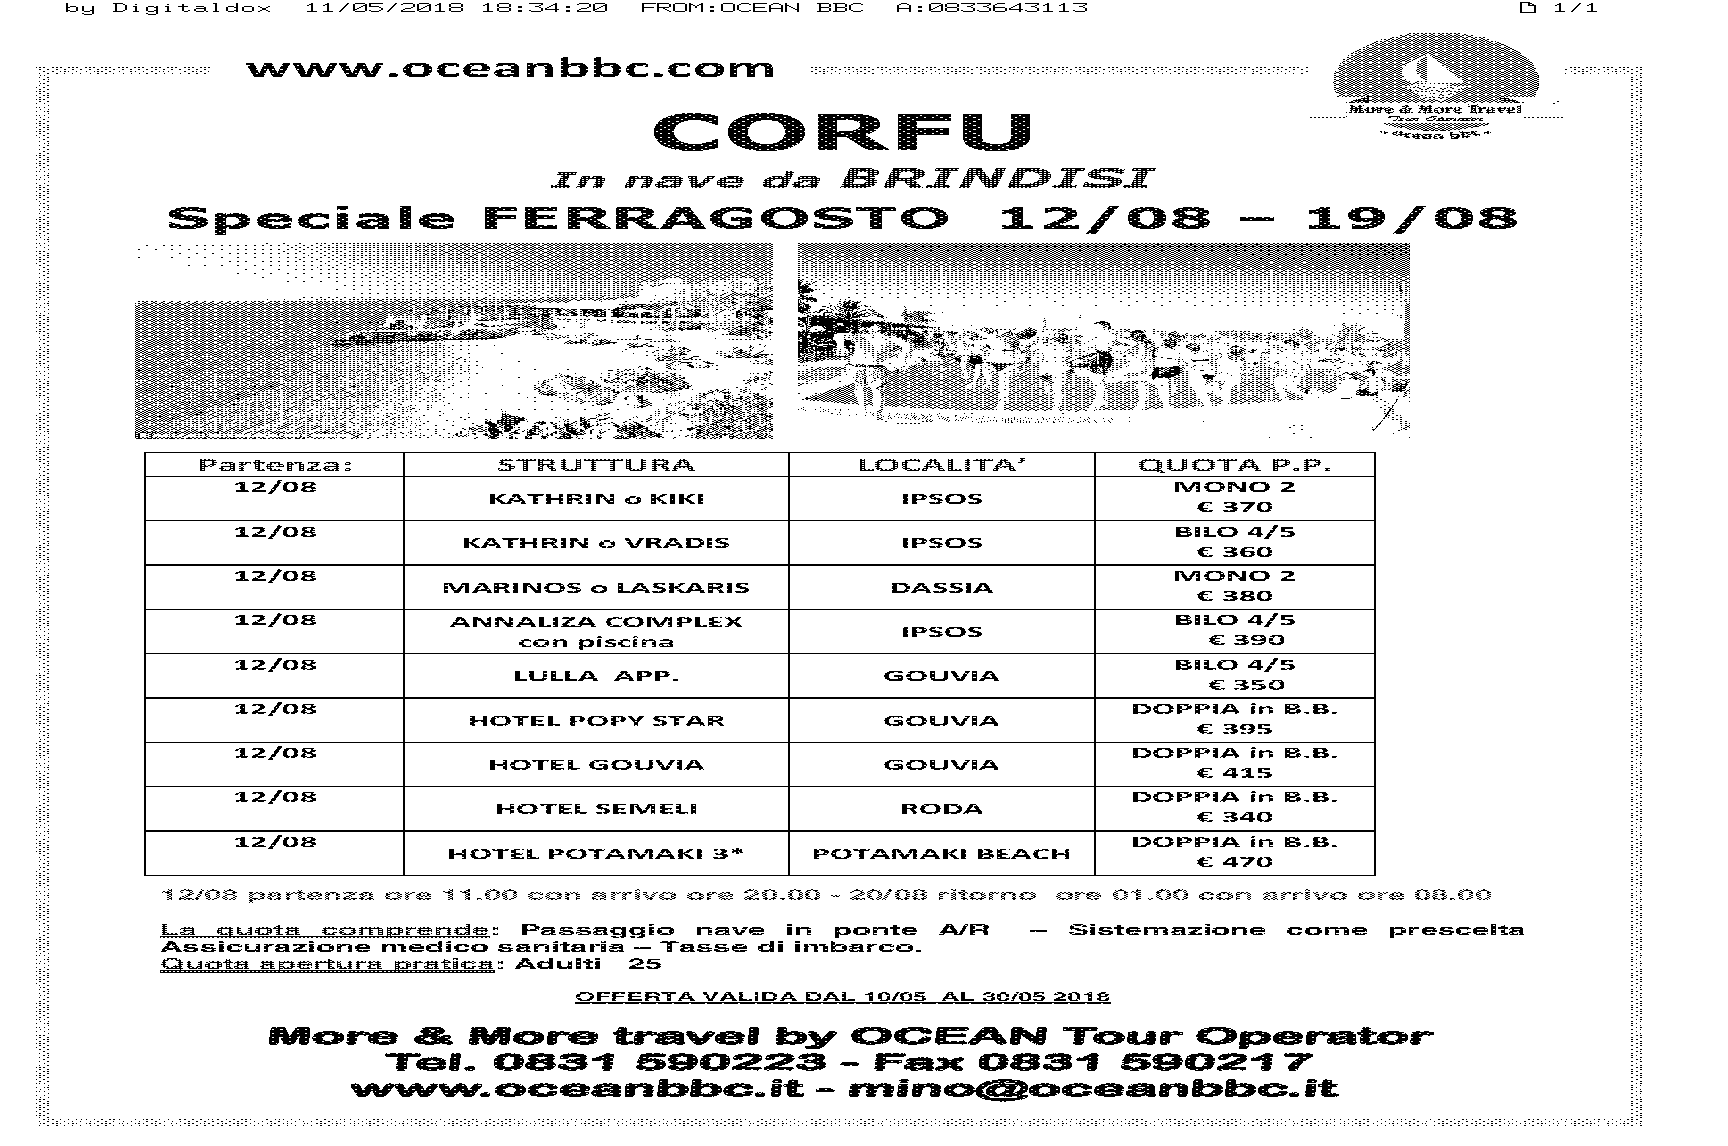 by Digitaldox 11/05/2018 18:34:20 FROM:OCEAN BBC A:0833643113 1/1
www.oceanbbc.com
More & More Travel
Tour Operator
"Ocean bbc"
CORFU
In nave da BRINDISI
Speciale FERRAGOSTO 12/08 – 19/08
Partenza: STRUTTURA LOCALITA' QUOTA P.P.
12/08 KATHRIN o KIKI IPSOS MONO 2
€ 370
12/08 KATHRIN o VRADIS IPSOS BILO 4/5
€ 360
12/08 MARINOS o LASKARIS DASSIA MONO 2
€ 380
12/08 ANNALIZA COMPLEX IPSOS BILO 4/5
con piscina € 390
12/08 LULLA APP. GOUVIA BILO 4/5
€ 350
12/08 HOTEL POPY STAR GOUVIA DOPPIA in B.B.
€ 395
12/08 HOTEL GOUVIA GOUVIA DOPPIA in B.B.
€ 415
12/08 HOTEL SEMELI RODA DOPPIA in B.B.
€ 340
12/08 HOTEL POTAMAKI 3* POTAMAKI BEACH DOPPIA in B.B.
€ 470
12/08 partenza ore 11.00 con arrivo ore 20.00 - 20/08 ritorno ore 01.00 con arrivo ore 08.00
La quota comprende: Passaggio nave in ponte A/R – Sistemazione come prescelta
Assicurazione medico sanitaria – Tasse di imbarco.
Quota apertura pratica: Adulti 25
OFFERTA VALIDA DAL 10/05 AL 30/05 2018
More & More travel by OCEAN Tour Operator
Tel. 0831 590223 - Fax 0831 590217
www.oceanbbc.it - mino@oceanbbc.it